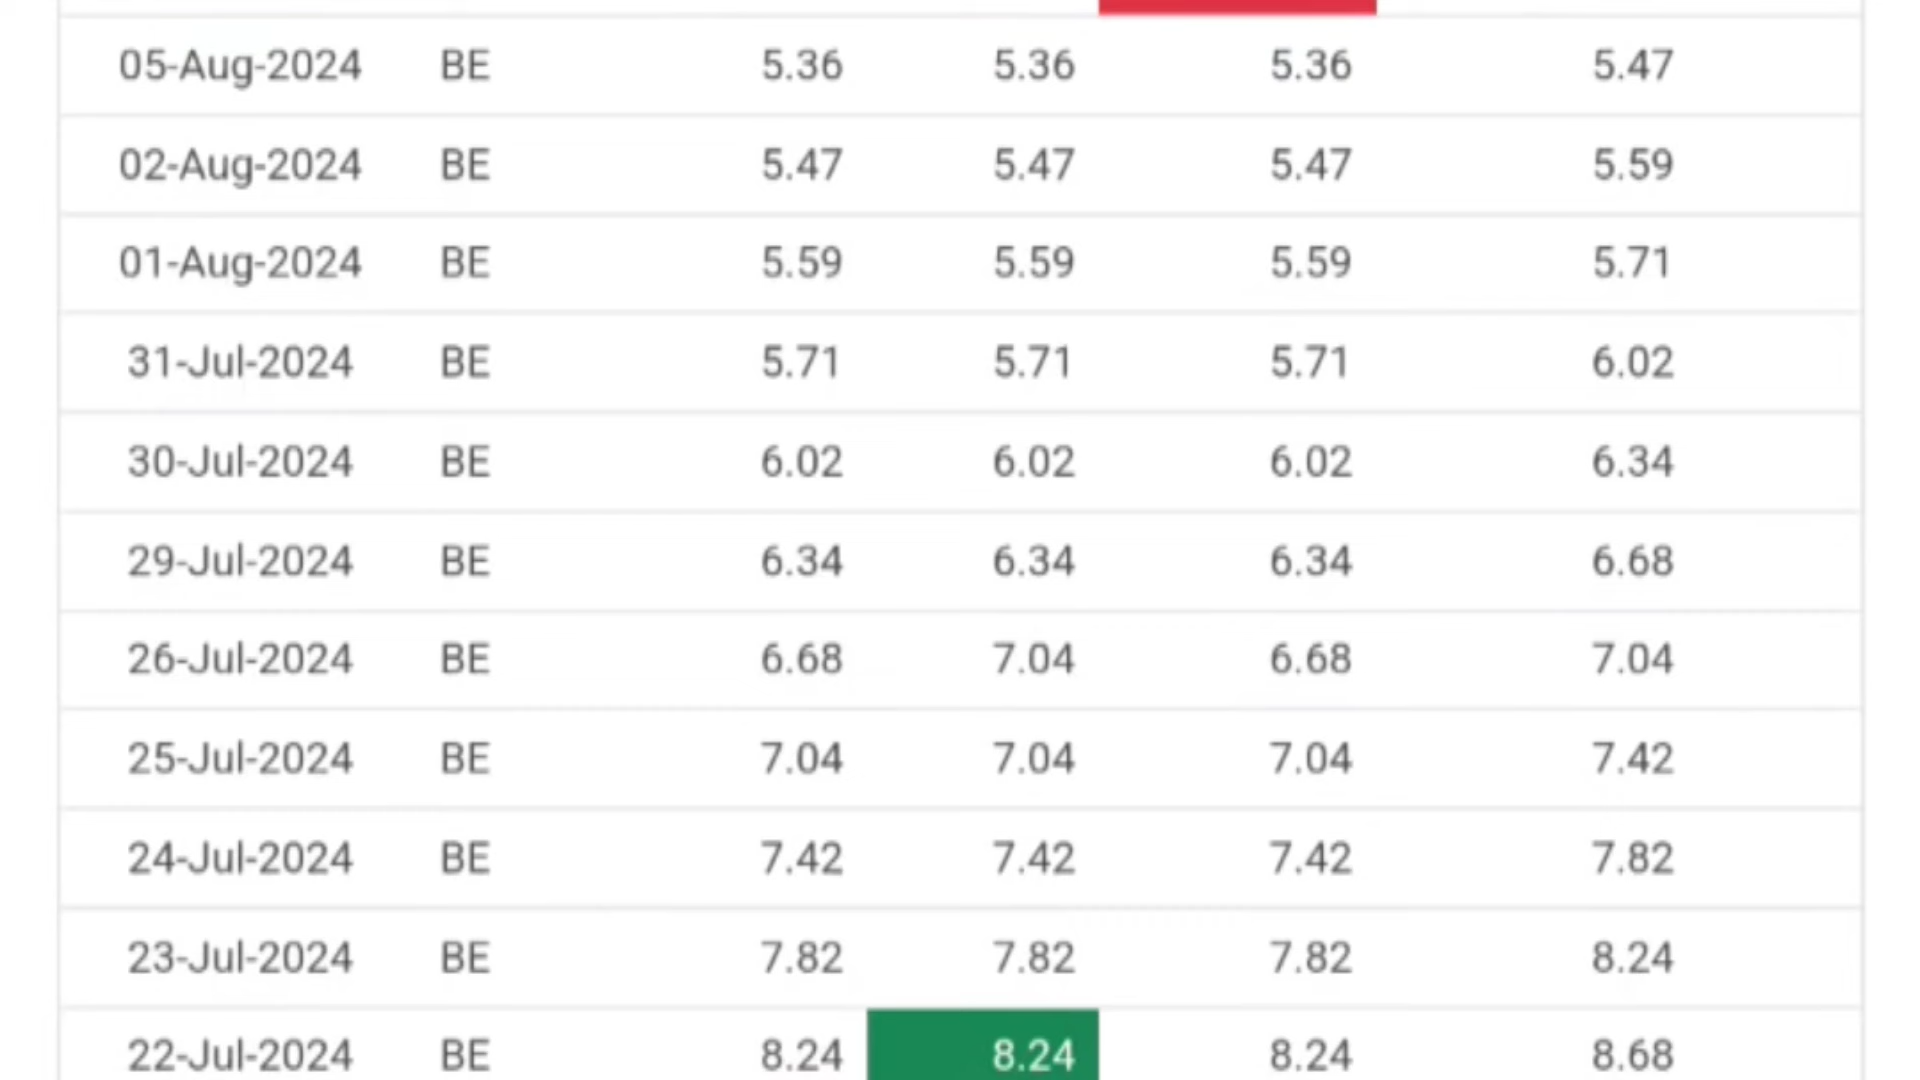 05-Aug-2024 BE 5.36 5.36 5.36 5.47
02-Aug-2024 BE 5.47 5.47 5.47 5.59
01-Aug-2024 BE 5.59 5.59 5.59 5.71
31-Jul-2024 BE 5.71 5.71 5.71 6.02
30-Jul-2024 BE 6.02 6.02 6.02 6.34
29-Jul-2024 BE 6.34 6.34 6.34 6.68
26-Jul-2024 BE 6.68 7.04 6.68 7.04
25-Jul-2024 BE 7.04 7.04 7.04 7.42
24-Jul-2024 BE 7.42 7.42 7.42 7.82
23-Jul-2024 BE 7.82 7.82 7.82 8.24
22-Jul-2024 BE 8.24 8.24 8.24 8.68